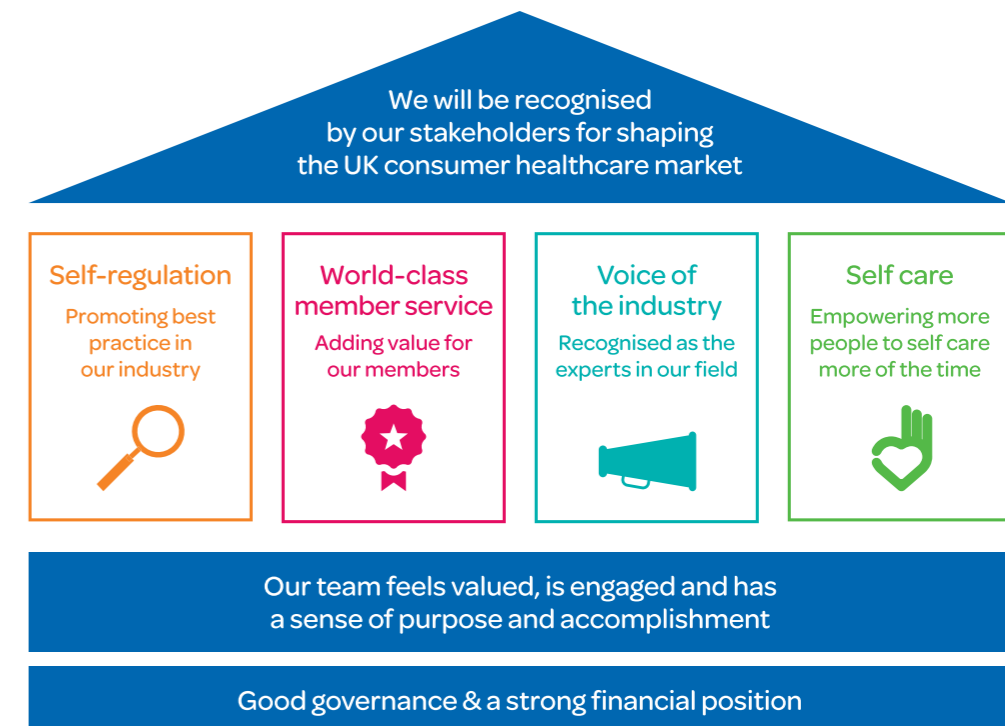 We will be recognised
by our stakeholders for shaping
the UK consumer healthcare market
Self-regulation
Promoting best
practice in
our industry
World-class
member service
Adding value for
our members
Voice of
the industry
Recognised as the
experts in our field
Self care
Empowering more
people to self care
more of the time
Our team feels valued, is engaged and has
a sense of purpose and accomplishment
Good governance & a strong financial position